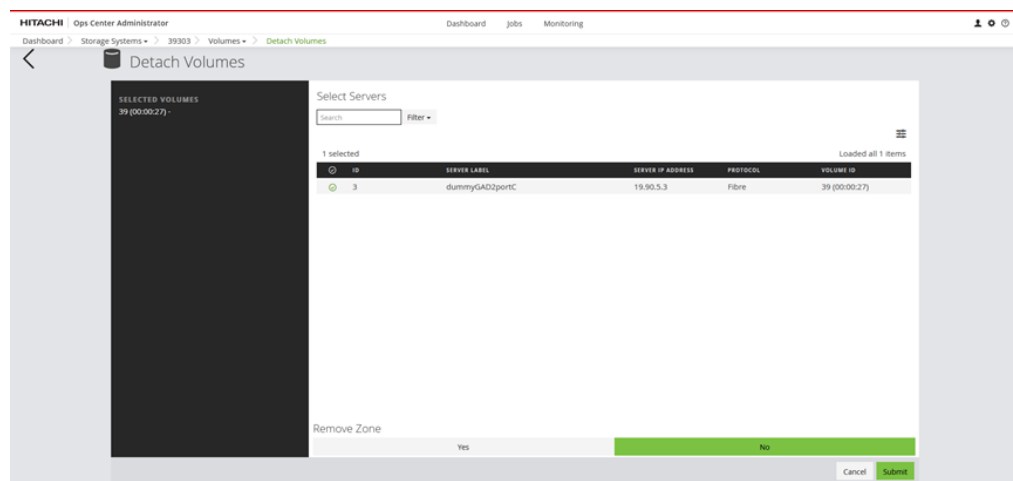 HITACHI Ops Center Administrator Dashboard Jobs Monitoring
Dashboard Storage Systems 39303 Volumes Detach Volumes
Detach Volumes
SELECTED VOLUMES
39 (00:00:27) -
Select Servers
Search Filter
1 selected Loaded all 1 items
ID SERVER LABEL SERVER IP ADDRESS PROTOCOL VOLUME ID
3 dummyGAD2portC 19.90.5.3 Fibre 39 (00:00:27)
Remove Zone
Yes No
Cancel Submit